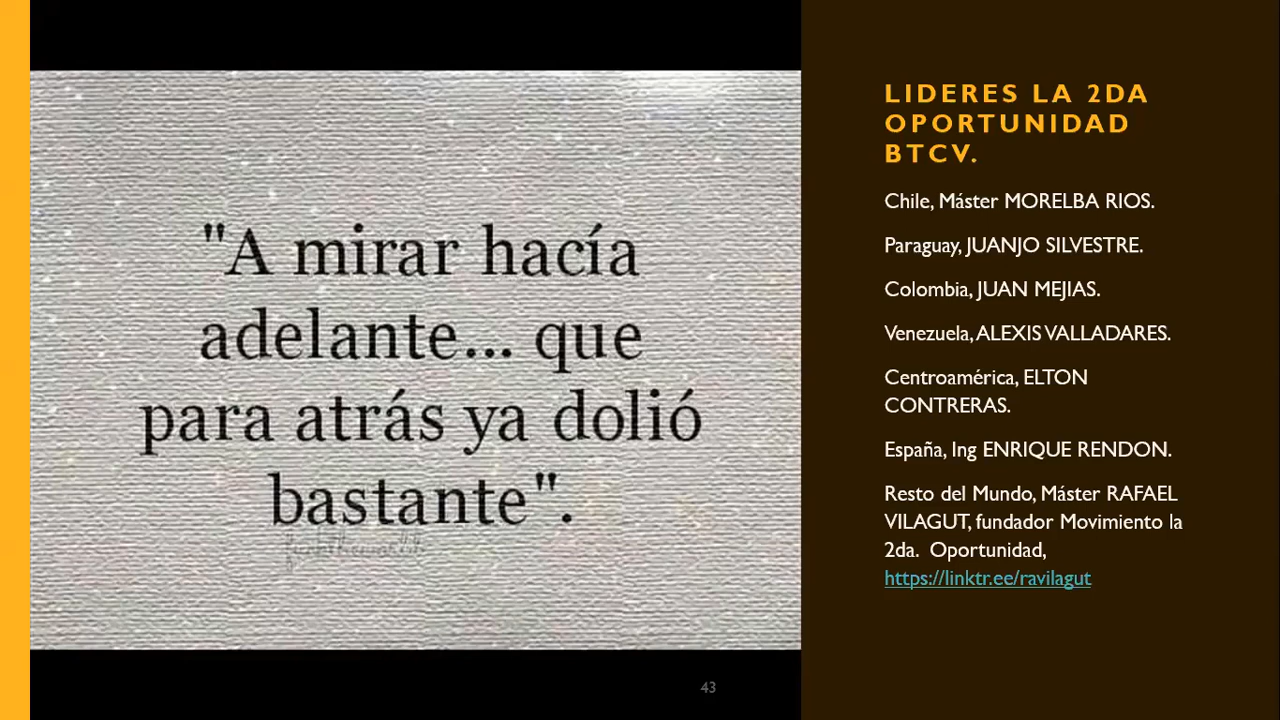 "A mirar hacía
adelante... que
para atrás ya dolió
bastante".
LIDERES LA 2DA
OPORTUNIDAD
BTCV.
Chile, Máster MORELBA RIOS.
Paraguay, JUANJO SILVESTRE.
Colombia, JUAN MEJIAS.
Venezuela, ALEXIS VALLADARES.
Centroamérica, ELTON
CONTRERAS.
España, Ing ENRIQUE RENDON.
Resto del Mundo, Máster RAFAEL
VILAGUT, fundador Movimiento la
2da. Oportunidad,
https://linktr.ee/ravilagut
43